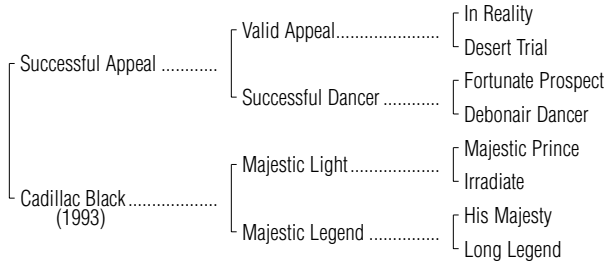 In Reality
Valid Appeal
Desert Trial
Successful Appeal
Fortunate Prospect
Successful Dancer
Debonair Dancer
Majestic Prince
Majestic Light
Irradiate
Cadillac Black
(1993)
His Majesty
Majestic Legend
Long Legend